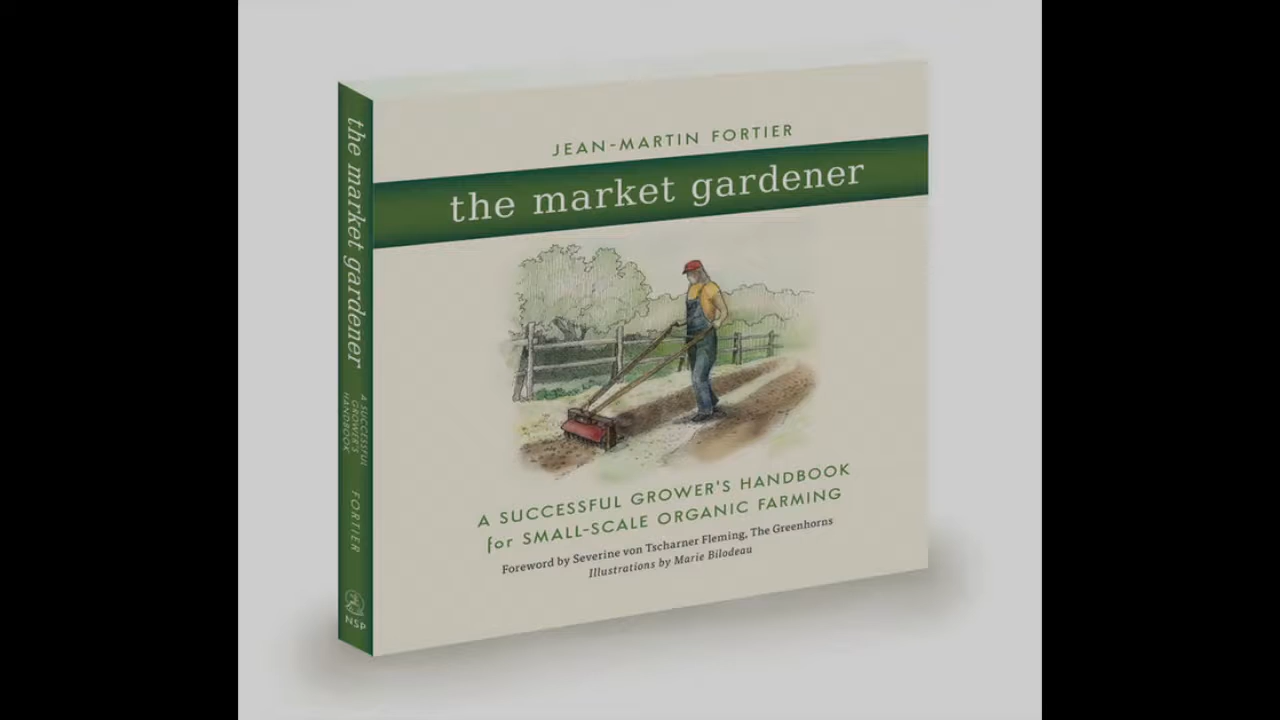 JEAN-MARTIN FORTIER
the market gardener
A SUCCESSFUL GROWER'S HANDBOOK
for SMALL-SCALE ORGANIC FARMING
Foreword by Severine von Tscharner Fleming, The Greenhorns
Illustrations by Marie Bilodeau
the market gardener
A SUCCESSFUL
GROWER'S
HANDBOOK
FORTIER
NSP